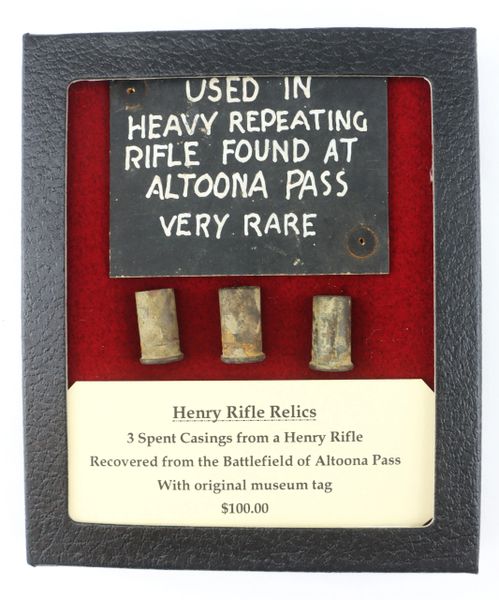 USED IN
HEAVY REPEATING
RIFLE FOUND AT
ALTOONA PASS
VERY RARE
Henry Rifle Relics
3 Spent Casings from a Henry Rifle
Recovered from the Battlefield of Altoona Pass
With original museum tag
$100.00